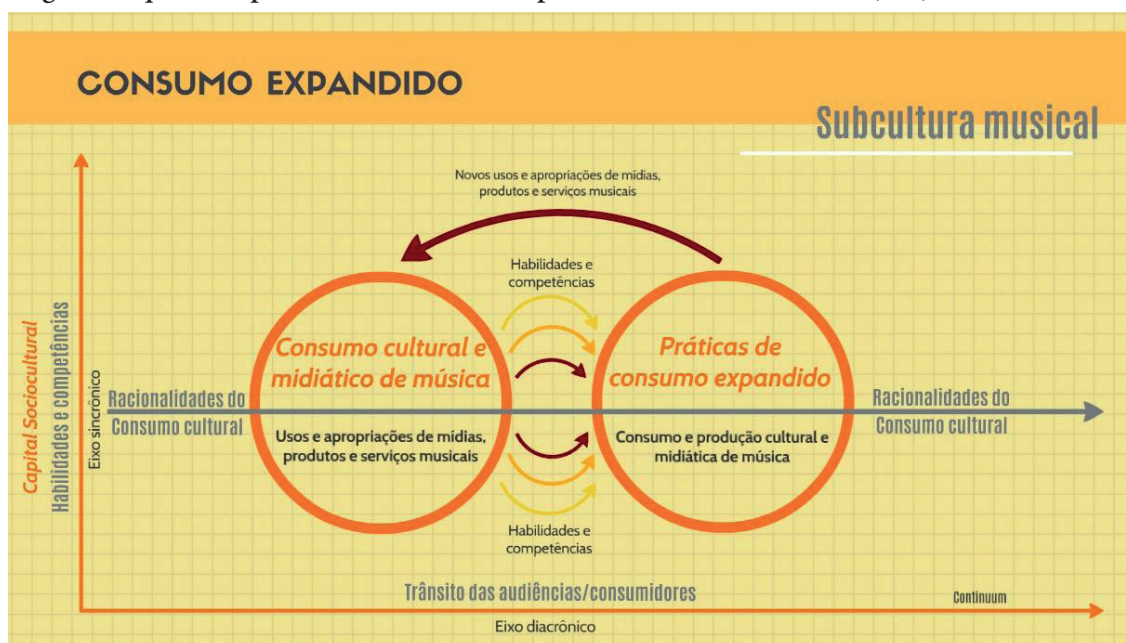 CONSUMO EXPANDIDO
Subcultura musical
Novos usos e apropriações de mídias,
produtos e serviços musicais
Habilidades e
competências
Capital Sociocultural
Habilidades e competências
Eixo sincrônico
Racionalidades do
Consumo cultural
Consumo cultural e
midiático de música
Usos e apropriações de mídias,
produtos e serviços musicais
Práticas de
consumo expandido
Consumo e produção cultural e
midiática de música
Racionalidades do
Consumo cultural
Habilidades e
competências
Trânsito das audiências/consumidores
Continuum
Eixo diacrônico